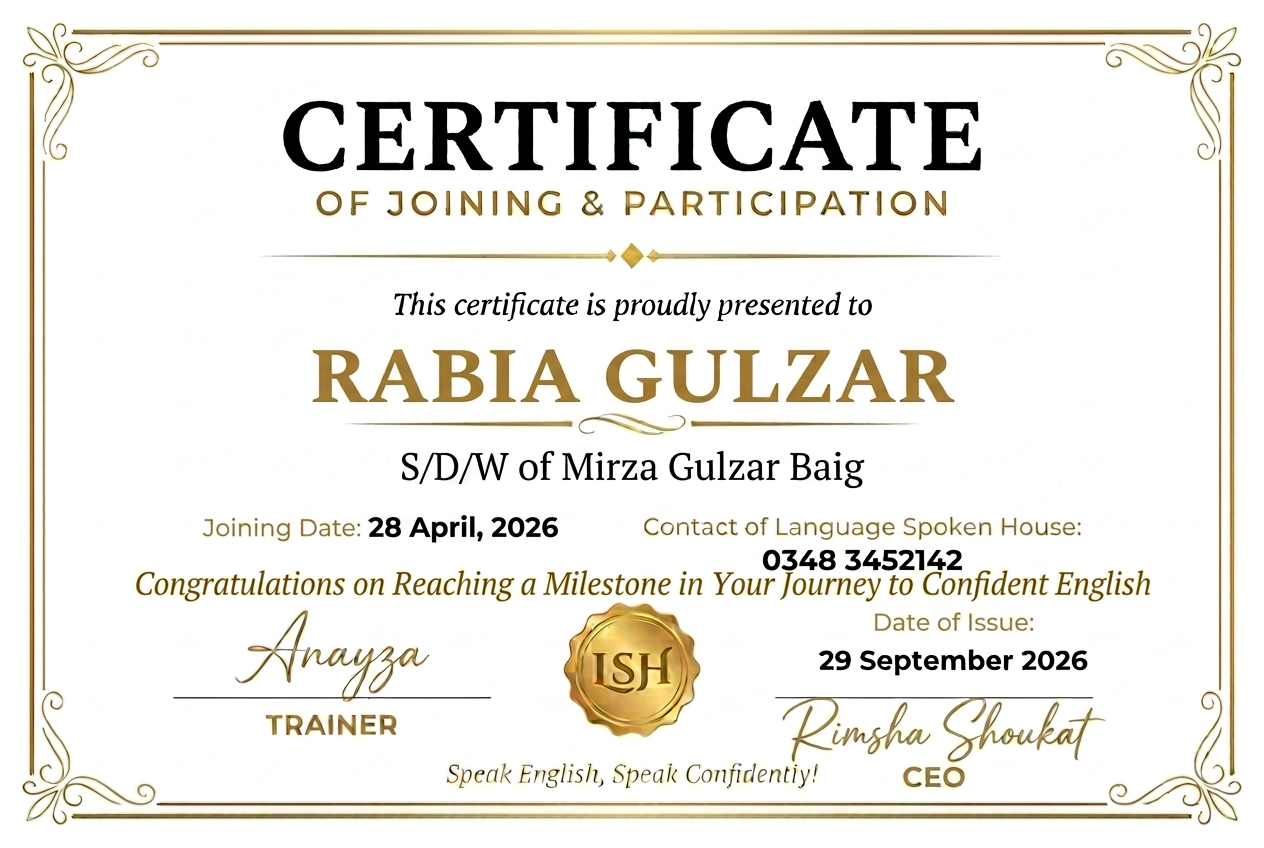 CERTIFICATE
OF JOINING & PARTICIPATION
This certificate is proudly presented to
RABIA GULZAR
S/D/W of Mirza Gulzar Baig
Joining Date: 28 April, 2026
Contact of Language Spoken House:
0348 3452142
Congratulations on Reaching a Milestone in Your Journey to Confident English
Anayza
TRAINER
LSH
Date of Issue:
29 September 2026
Rimsha Shoukat
CEO
Speak English, Speak Confidently!